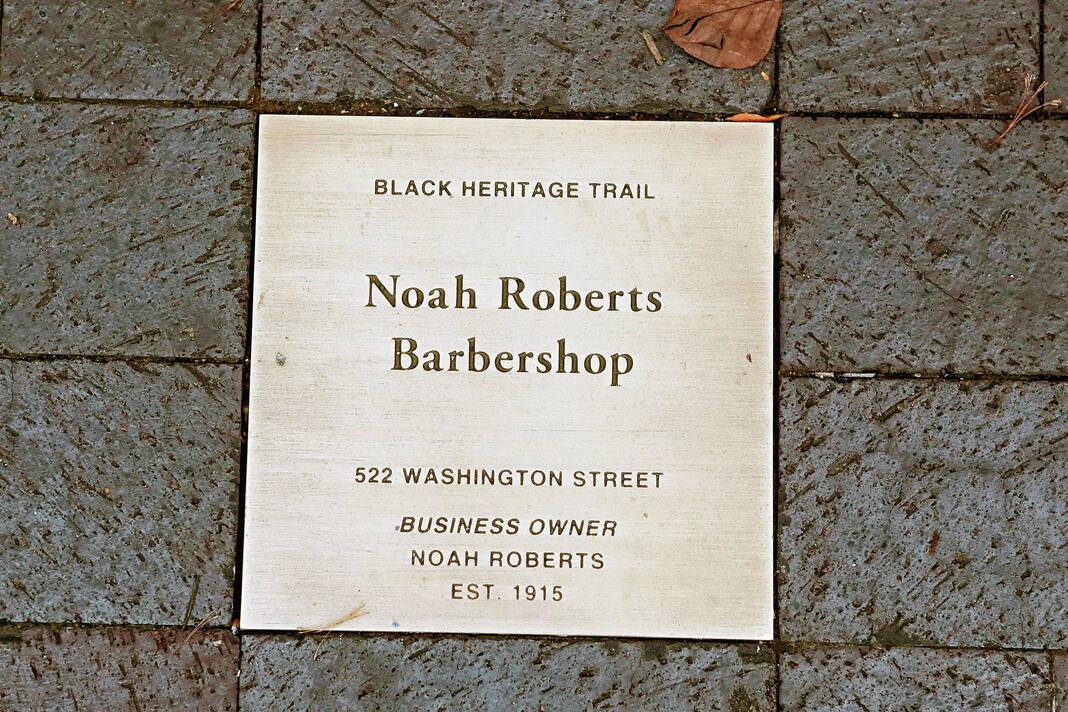 BLACK HERITAGE TRAIL
Noah Roberts
Barbershop
522 WASHINGTON STREET
BUSINESS OWNER
NOAH ROBERTS
EST. 1915